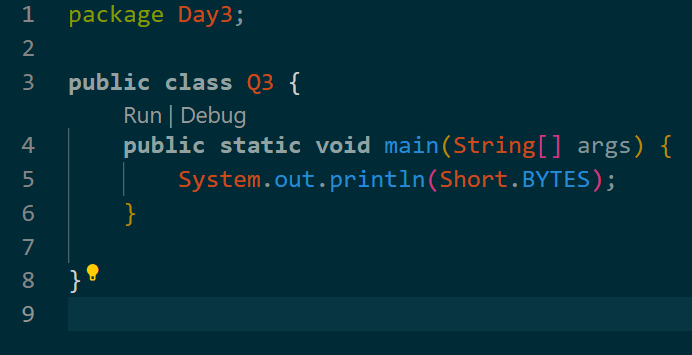 1 package Day3;
2
3 public class Q3 {
Run | Debug
4 public static void main(String[] args) {
5 System.out.println(Short.BYTES);
6 }
7
8 }
9